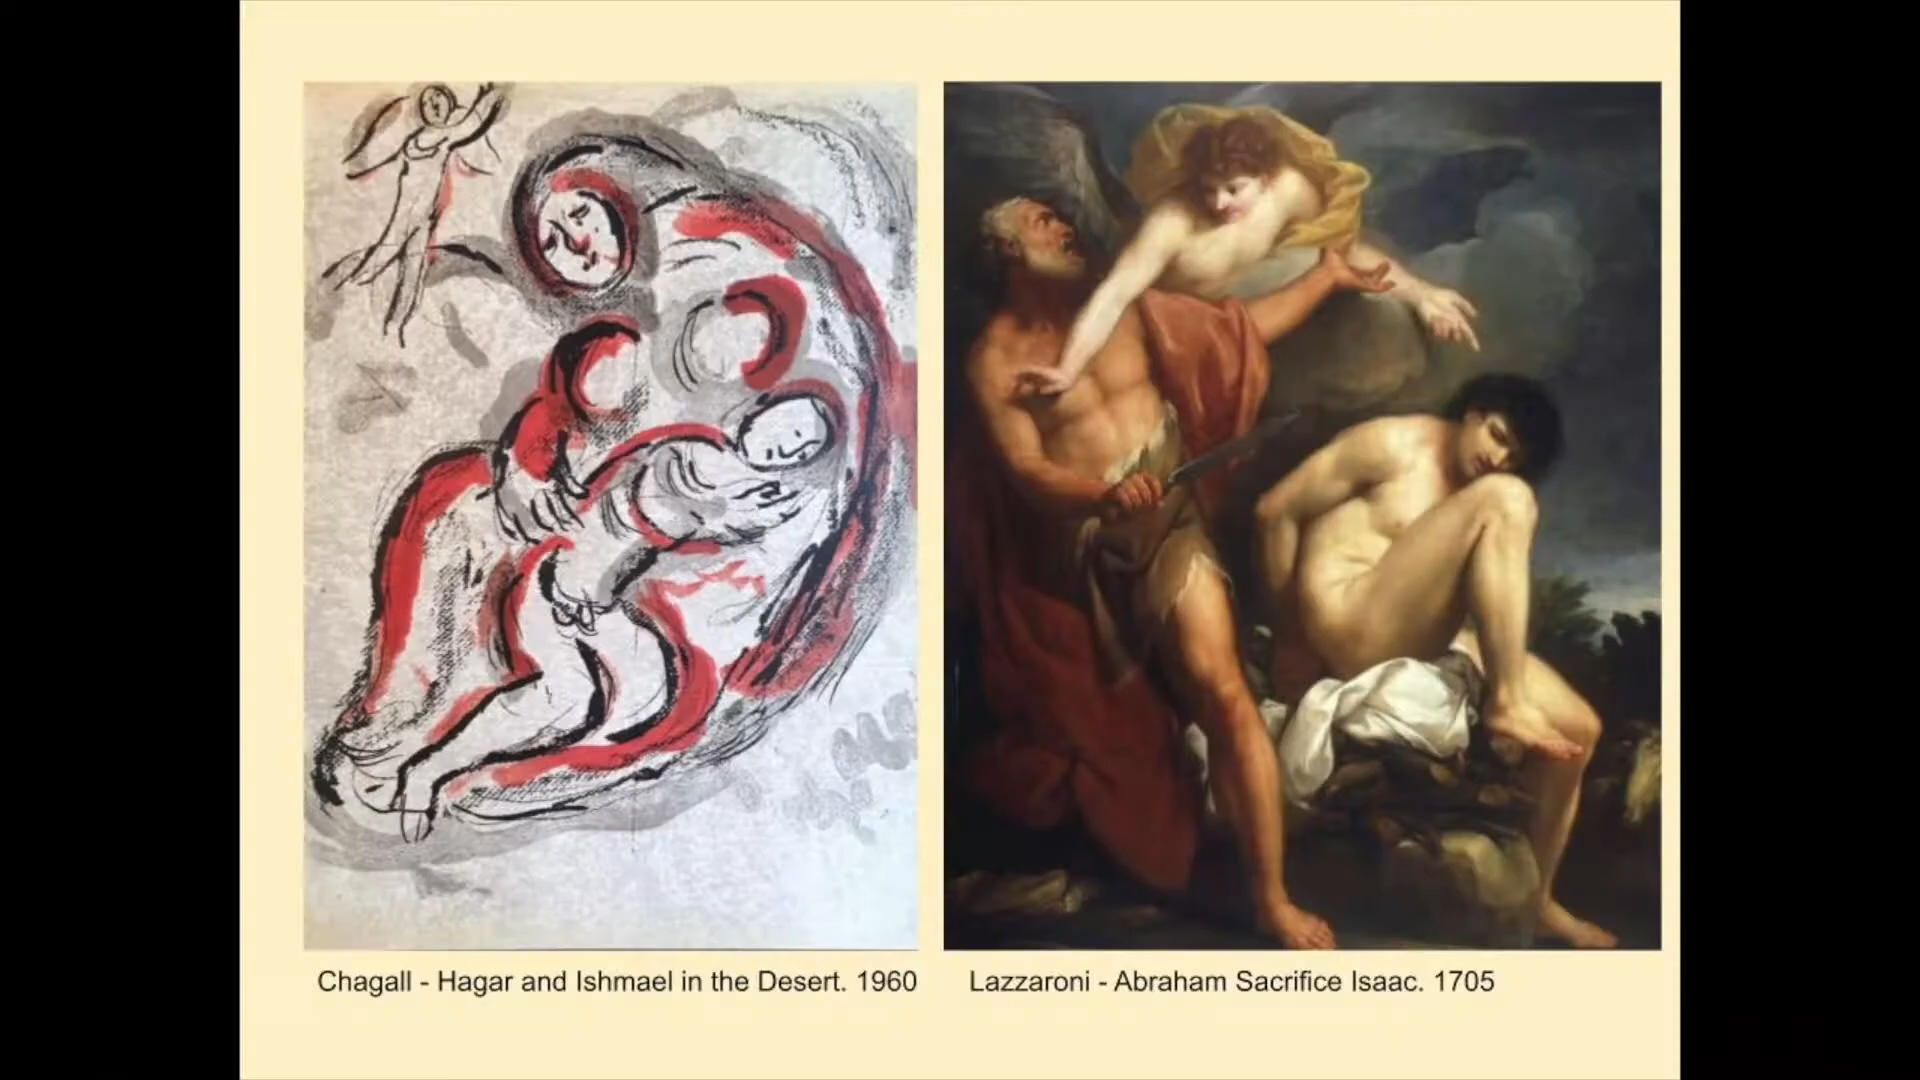 Chagall - Hagar and Ishmael in the Desert. 1960
Lazzaroni - Abraham Sacrifice Isaac. 1705